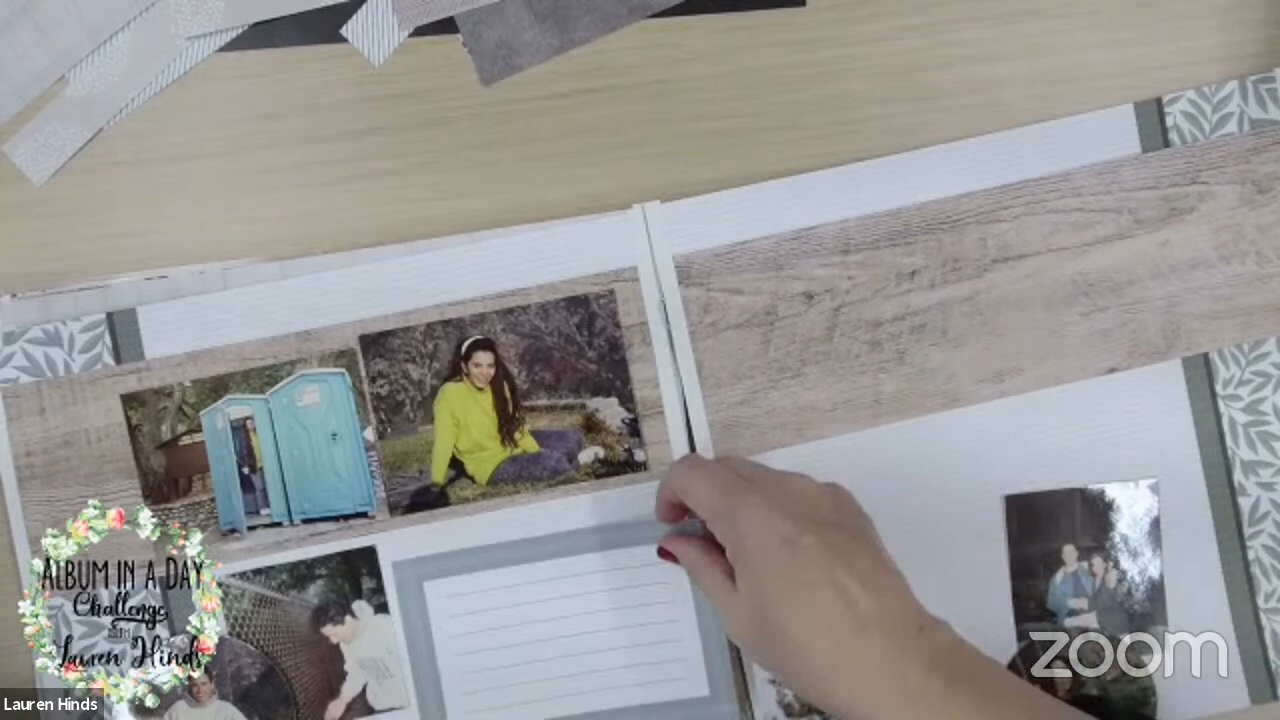 ALBUM IN A DAY
Challenge
with
Lauren Hinds
Lauren Hinds
zoom